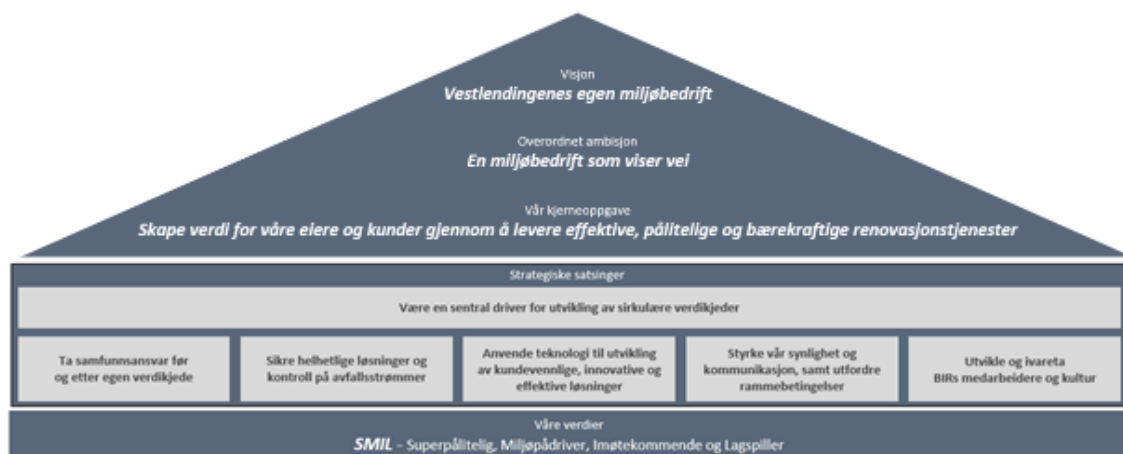 Visjon
Vestlendingenes egen miljøbedrift
Overordnet ambisjon
En miljøbedrift som viser vei
Vår kjerneoppgave
Skape verdi for våre eiere og kunder gjennom å levere effektive, pålitelige og bærekraftige renovasjonstjenester
Strategiske satsinger
Være en sentral driver for utvikling av sirkulære verdikjeder
Ta samfunnsansvar før
og etter egen verdikjede
Sikre helhetlige løsninger og
kontroll på avfallsstrømmer
Anvende teknologi til utvikling
av kundevennlige, innovative og
effektive løsninger
Styrke vår synlighet og
kommunikasjon, samt utfordre
rammebetingelser
Utvikle og ivareta
BIRs medarbeidere og kultur
Våre verdier
SMIL – Superpålitelig, Miljøpådriver, Imøtekommende og Lagspiller